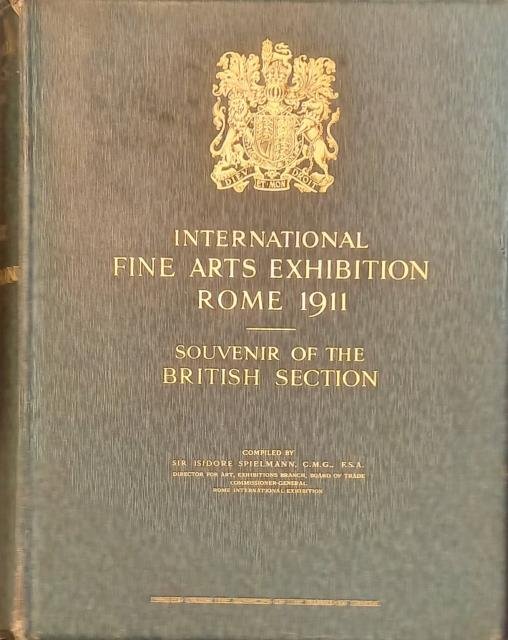 DIEV ET MON DROIT
INTERNATIONAL
FINE ARTS EXHIBITION
ROME 1911
SOUVENIR OF THE
BRITISH SECTION
COMPILED BY
SIR ISIDORE SPIELMANN, C.M.G., F.S.A.
DIRECTOR FOR ART, EXHIBITIONS BRANCH, BOARD OF TRADE
COMMISSIONER-GENERAL
ROME INTERNATIONAL EXHIBITION